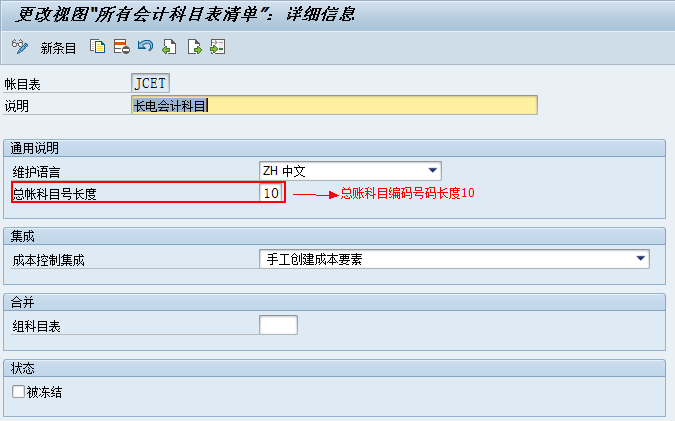 更改视图“所有会计科目表清单”：详细信息
新条目
帐目表 JCET
说明 长电会计科目
通用说明
维护语言 ZH 中文
总帐科目号长度 10 总账科目编码号码长度10
集成
成本控制集成 手工创建成本要素
合并
组科目表
状态
被冻结